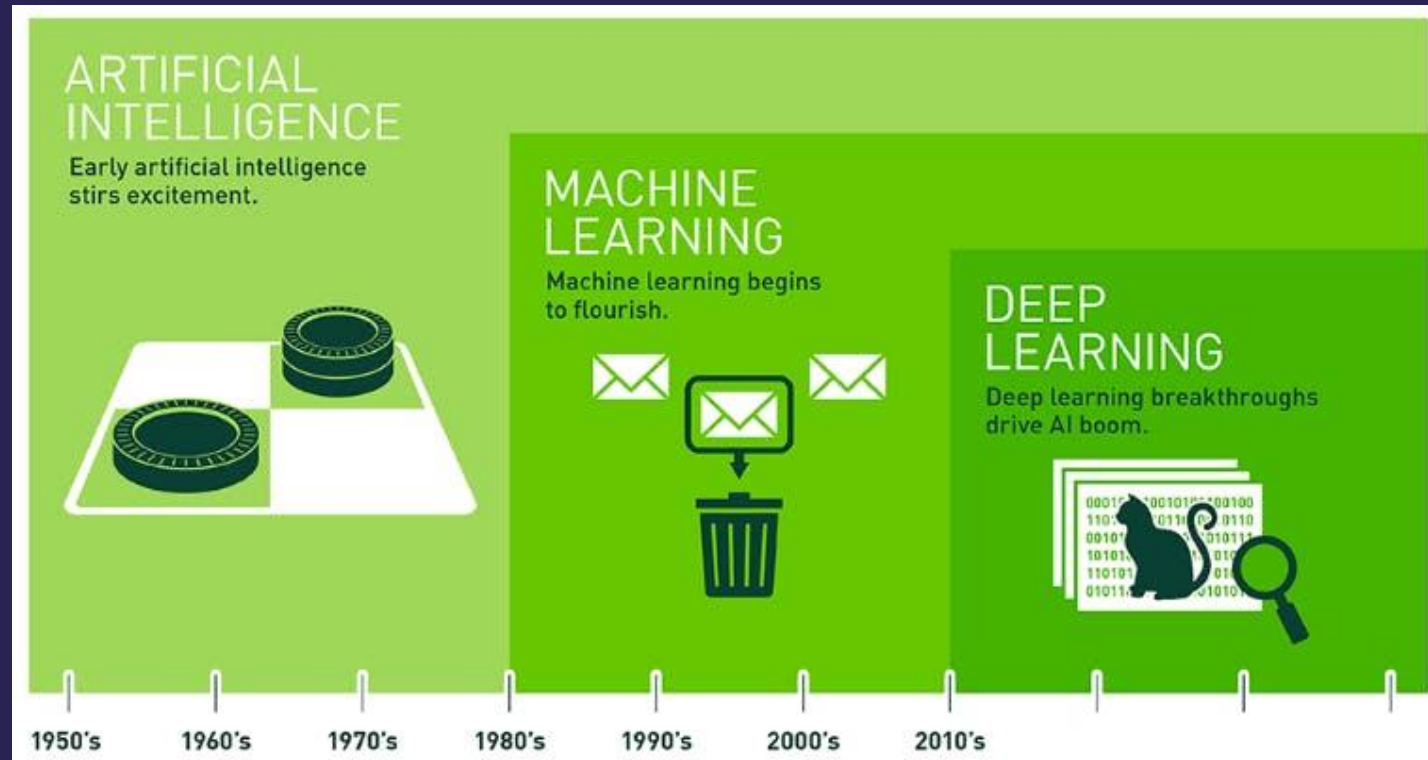 ARTIFICIAL
INTELLIGENCE
Early artificial intelligence
stirs excitement.
MACHINE
LEARNING
Machine learning begins
to flourish.
DEEP
LEARNING
Deep learning breakthroughs
drive AI boom.
1950's 1960's 1970's 1980's 1990's 2000's 2010's